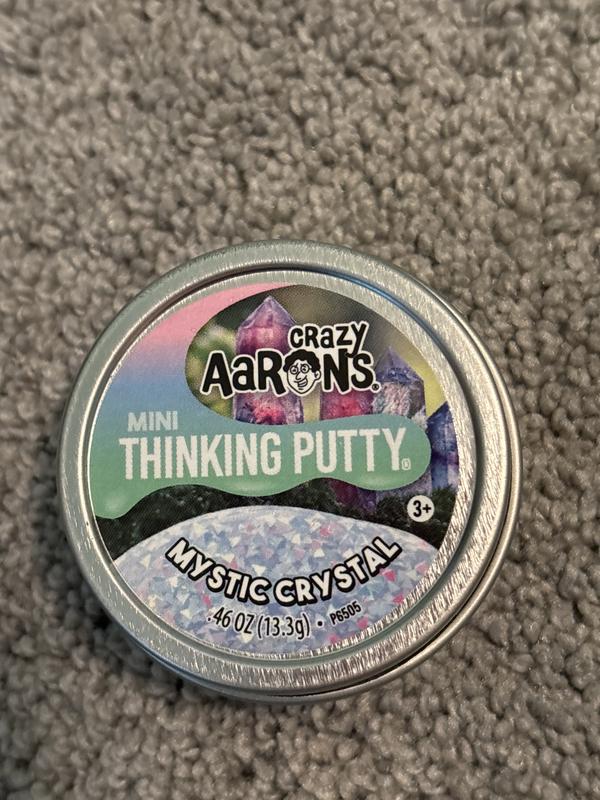 CRAZY
AARONS®
MINI
THINKING PUTTY®
3+
MYSTIC CRYSTAL
.46 OZ (13.3g) • P6505